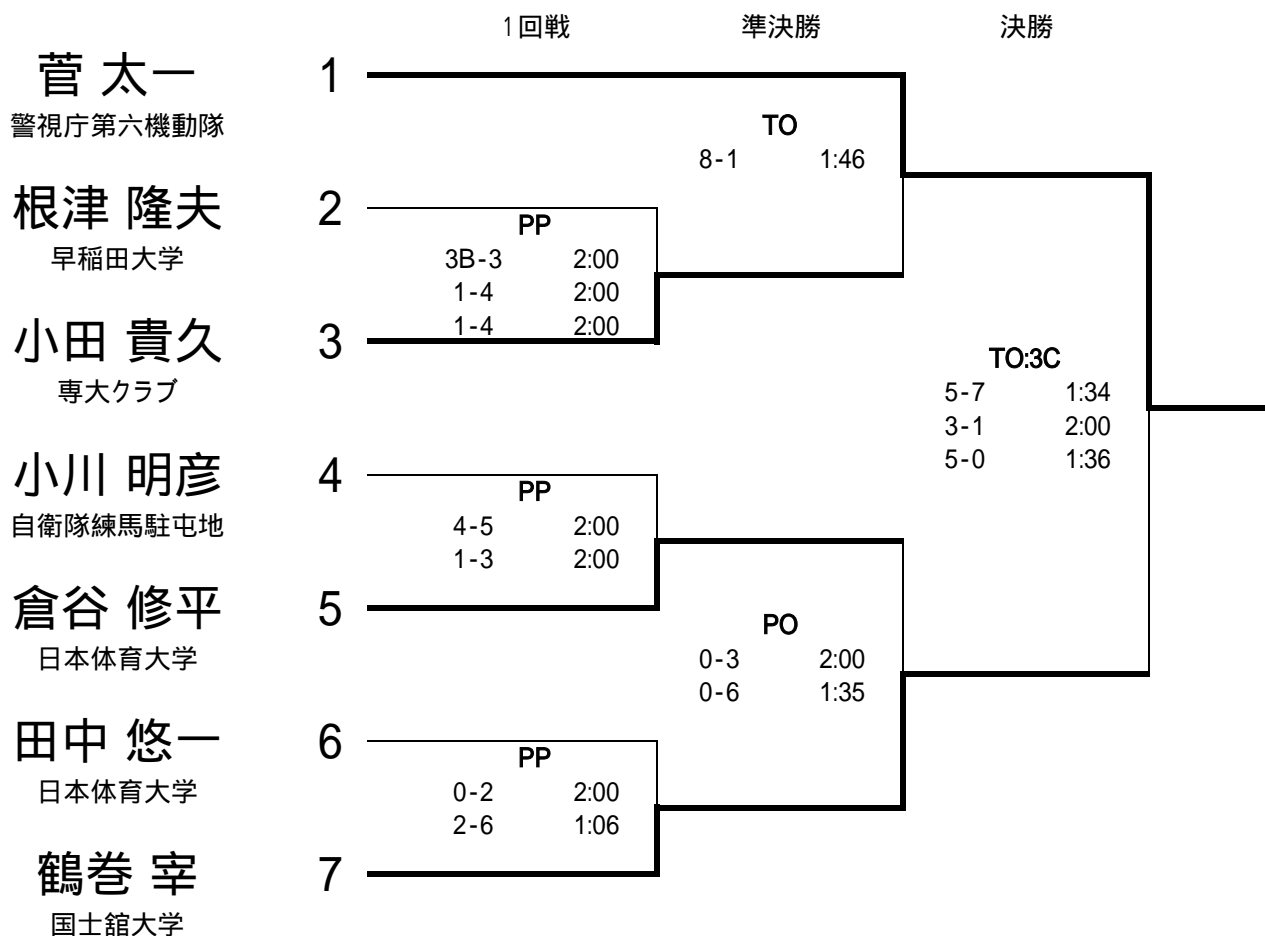 1回戦 準決勝 決勝
菅 太一 1
警視庁第六機動隊
TO
8-1 1:46
根津 隆夫 2
早稲田大学
PP
3B-3 2:00
1-4 2:00
1-4 2:00
小田 貴久 3
専大クラブ
TO:3C
5-7 1:34
3-1 2:00
5-0 1:36
小川 明彦 4
自衛隊練馬駐屯地
PP
4-5 2:00
1-3 2:00
倉谷 修平 5
日本体育大学
PO
0-3 2:00
0-6 1:35
田中 悠一 6
日本体育大学
PP
0-2 2:00
2-6 1:06
鶴巻 宰 7
国士舘大学